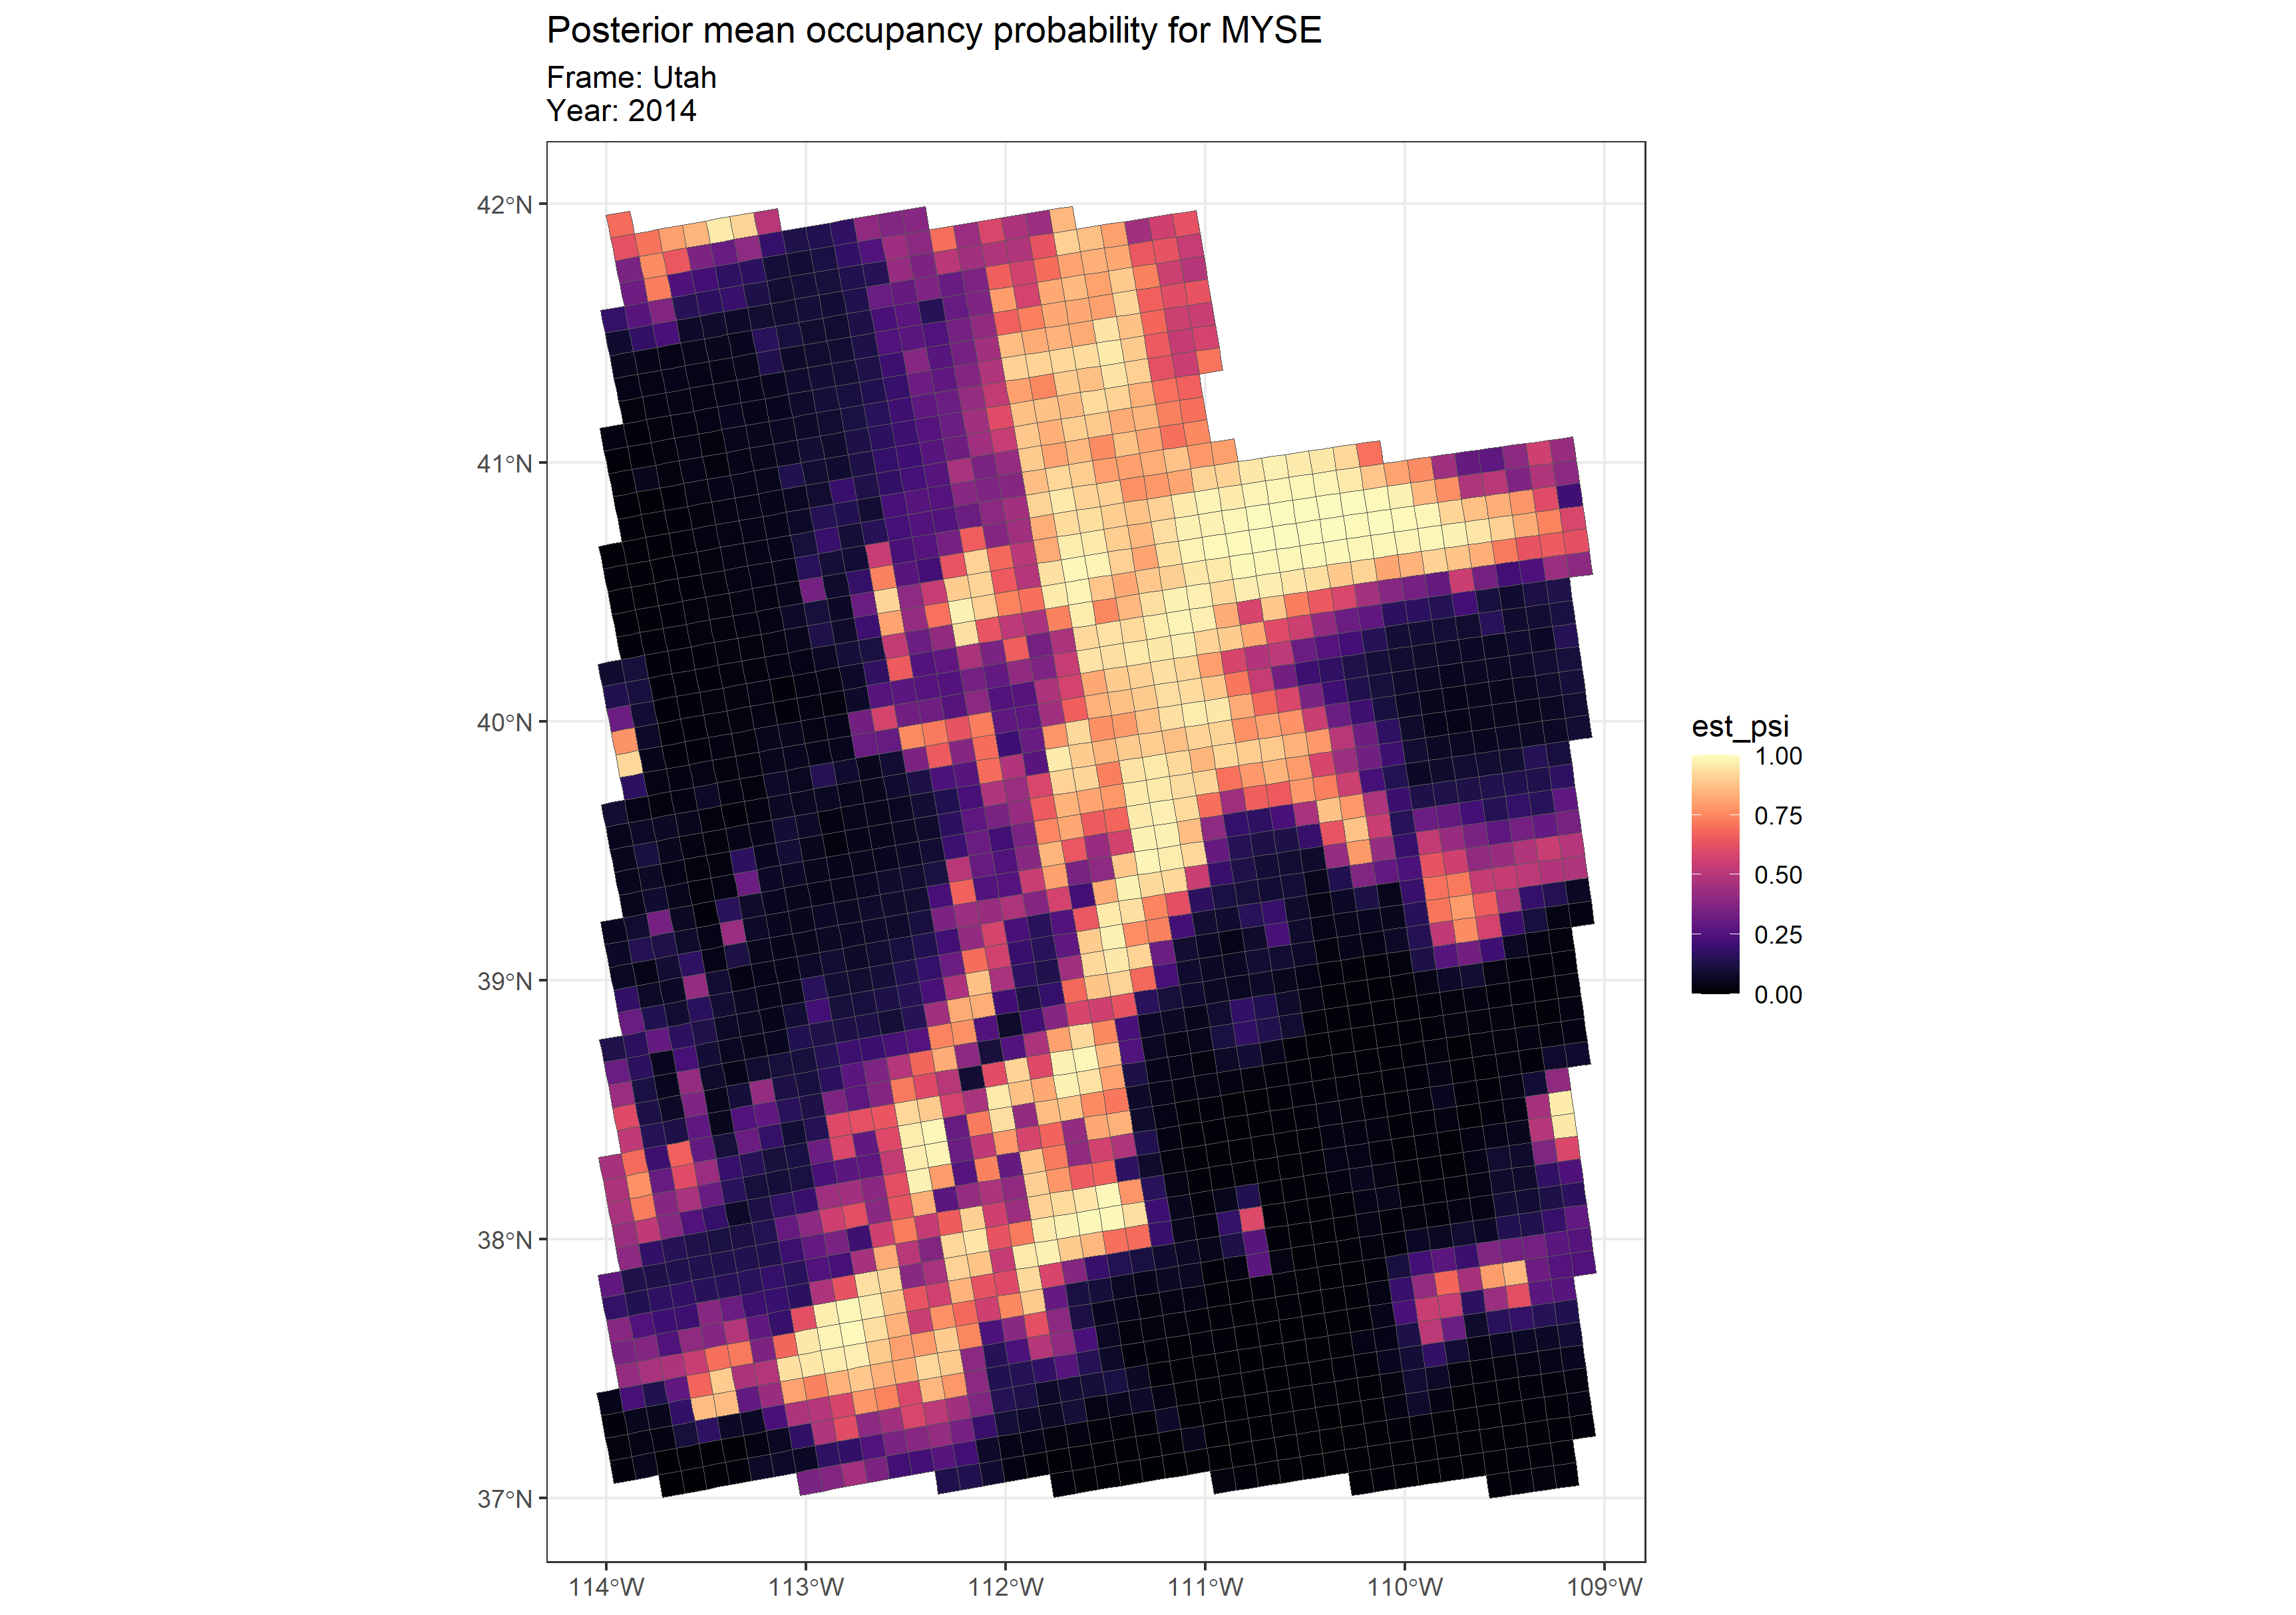 Posterior mean occupancy probability for MYSE
Frame: Utah
Year: 2014
42°N
41°N
40°N
39°N
38°N
37°N
114°W
113°W
112°W
111°W
110°W
109°W
est_psi
1.00
0.75
0.50
0.25
0.00